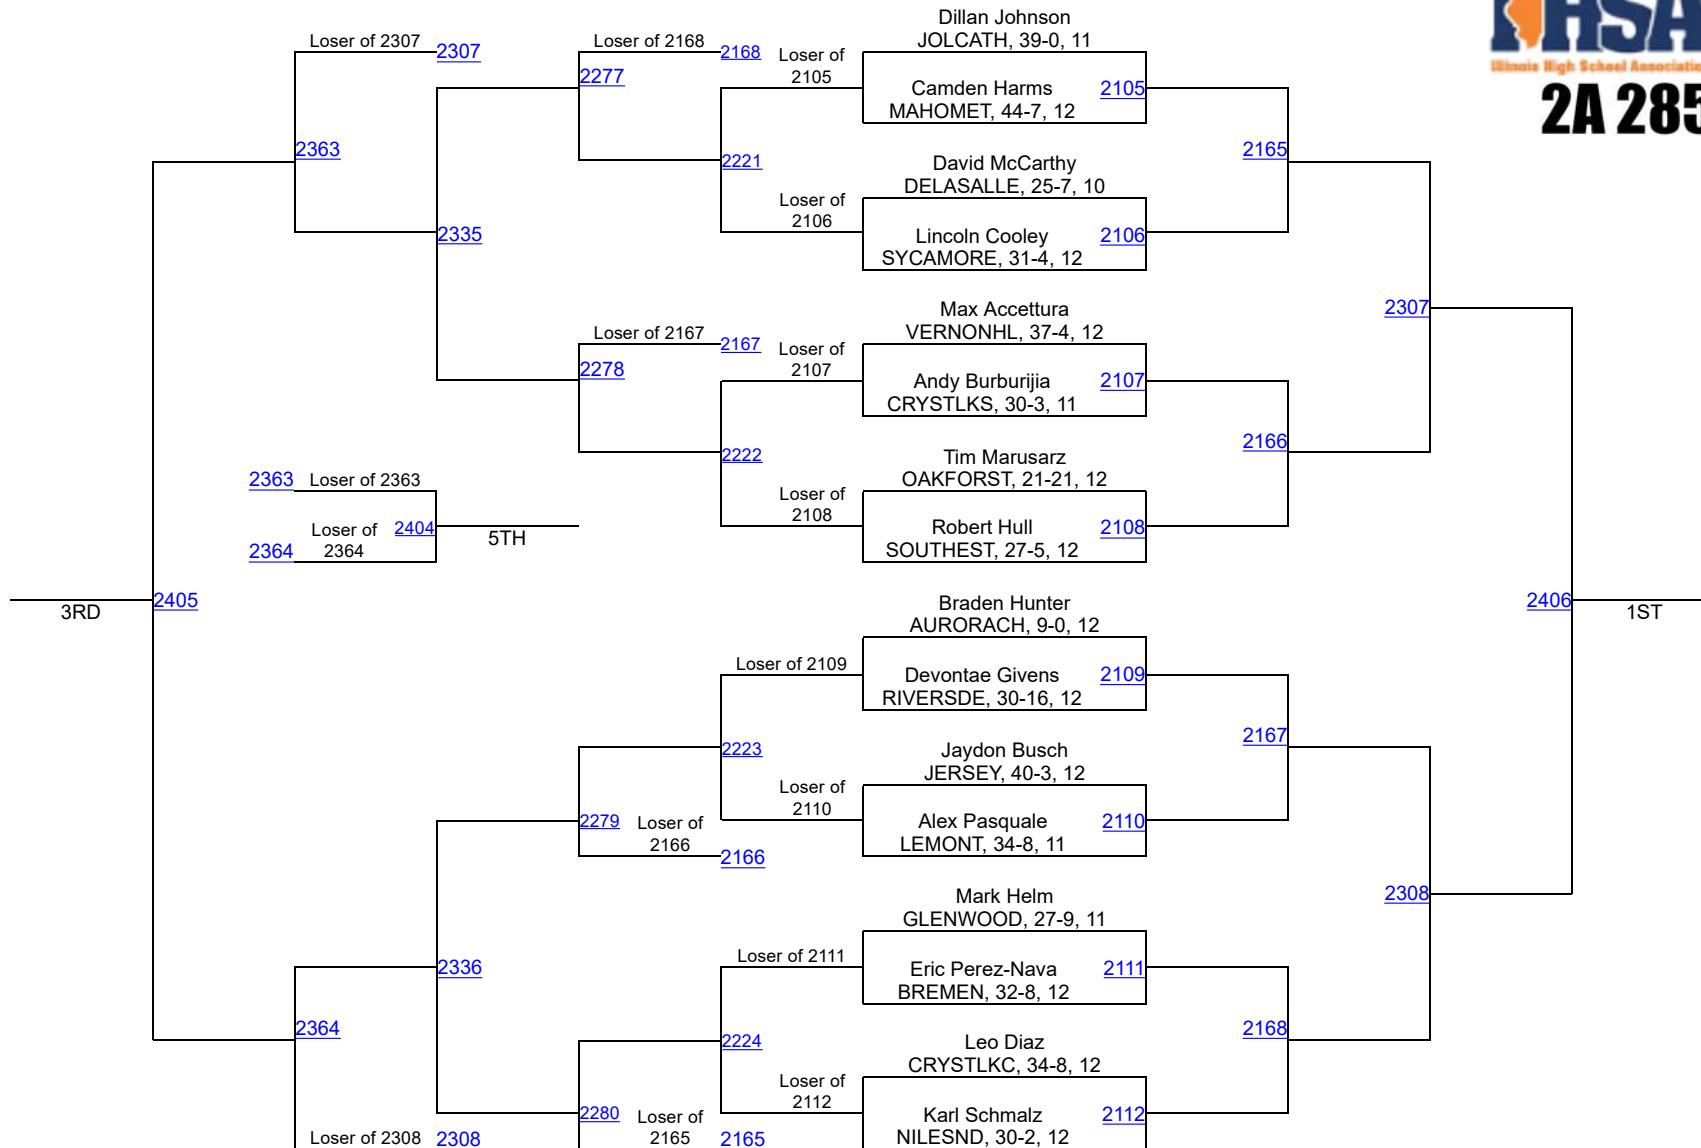 Dillan Johnson
JOLCATH, 39-0, 11
Loser of 2307
2307
Loser of 2168
2168
Loser of
2105
HSA
Illinois High School Associatio
2A 285
2277
Camden Harms
2105
MAHOMET, 44-7, 12
2363
2221
David McCarthy
2165
DELASALLE, 25-7, 10
Loser of
2106
2335
Lincoln Cooley
2106
SYCAMORE, 31-4, 12
Max Accettura
2307
VERNONHL, 37-4, 12
Loser of 2167
2167
Loser of
2107
2278
Andy Burburijia
2107
CRYSTLKS, 30-3, 11
2222
Tim Marusarz
2166
OAKFORST, 21-21, 12
2363
Loser of 2363
Loser of
2108
Loser of
2364
2404
5TH
2364
Robert Hull
2108
SOUTHEST, 27-5, 12
3RD
2405
Braden Hunter
2406
1ST
AURORACH, 9-0, 12
Loser of 2109
Devontae Givens
2109
RIVERSDE, 30-16, 12
2223
Jaydon Busch
2167
JERSEY, 40-3, 12
Loser of
2110
2279
Loser of
2166
2166
Alex Pasquale
2110
LEMONT, 34-8, 11
Mark Helm
2308
GLENWOOD, 27-9, 11
Loser of 2111
2336
Eric Perez-Nava
2111
BREMEN, 32-8, 12
2364
2224
Leo Diaz
2168
CRYSTLKC, 34-8, 12
Loser of
2112
2280
Loser of
2165
2165
Karl Schmalz
2112
NILESND, 30-2, 12
Loser of 2308
2308